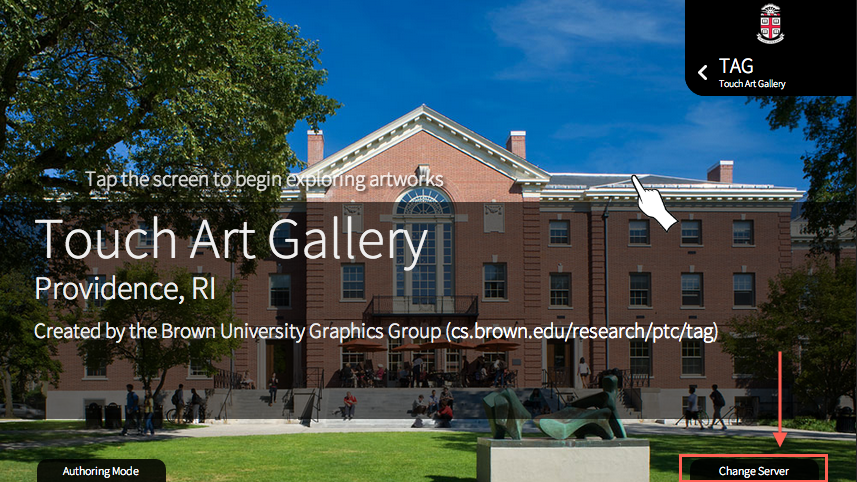 TAG
Touch Art Gallery
Tap the screen to begin exploring artworks
Touch Art Gallery
Providence, RI
Created by the Brown University Graphics Group (cs.brown.edu/research/ptc/tag)
Authoring Mode
Change Server